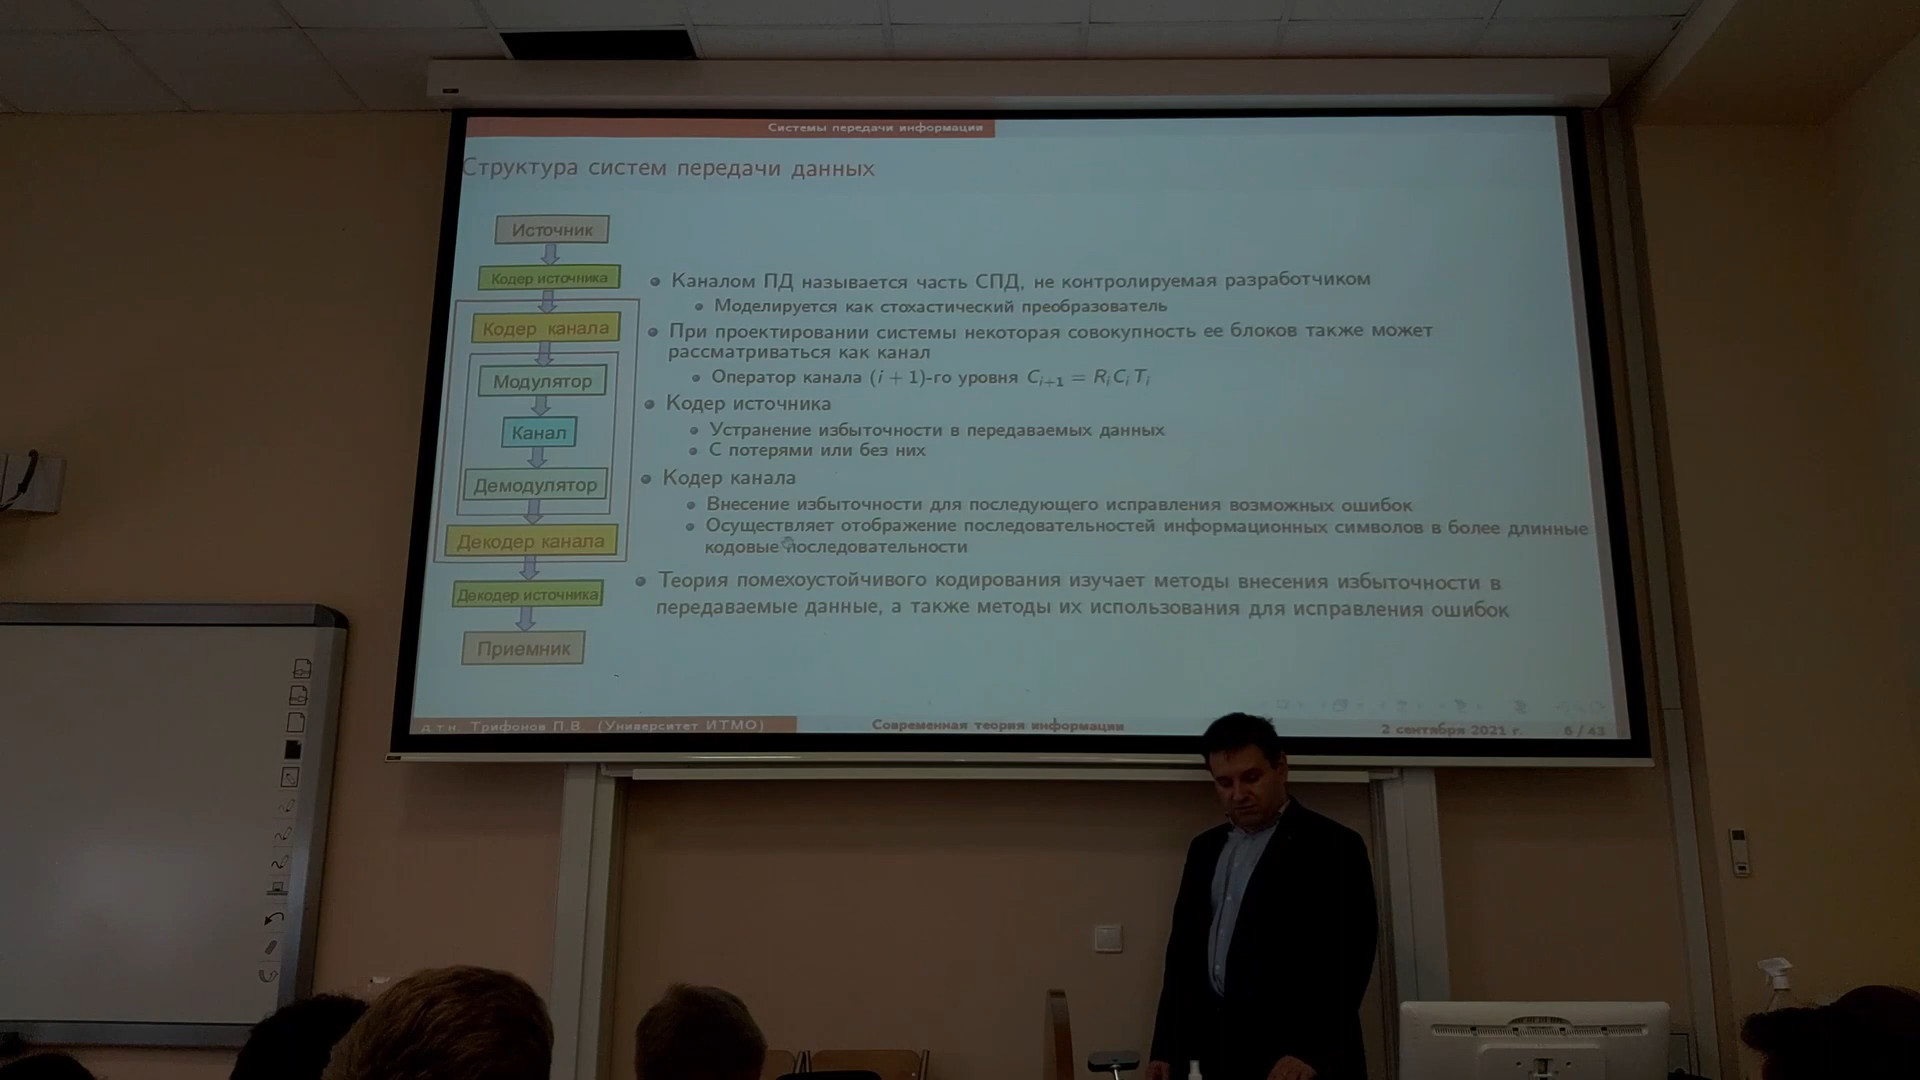 Системы передачи информации
Структура систем передачи данных
Источник
Кодер источника
Кодер канала
Модулятор
Канал
Демодулятор
Декодер канала
Декодер источника
Приемник
Каналом ПД называется часть СПД, не контролируемая разработчиком
Моделируется как стохастический преобразователь
При проектировании системы некоторая совокупность ее блоков также может
рассматриваться как канал
Оператор канала (i + 1)-го уровня C_{i+1} = R_i C_i T_i
Кодер источника
Устранение избыточности в передаваемых данных
С потерями или без них
Кодер канала
Внесение избыточности для последующего исправления возможных ошибок
Осуществляет отображение последовательностей информационных символов в более длинные
кодовые последовательности
Теория помехоустойчивого кодирования изучает методы внесения избыточности в
передаваемые данные, а также методы их использования для исправления ошибок
д.т.н. Трифонов П.В. (Университет ИТМО)
Современная теория информации
2 сентября 2021 г.
6 / 43